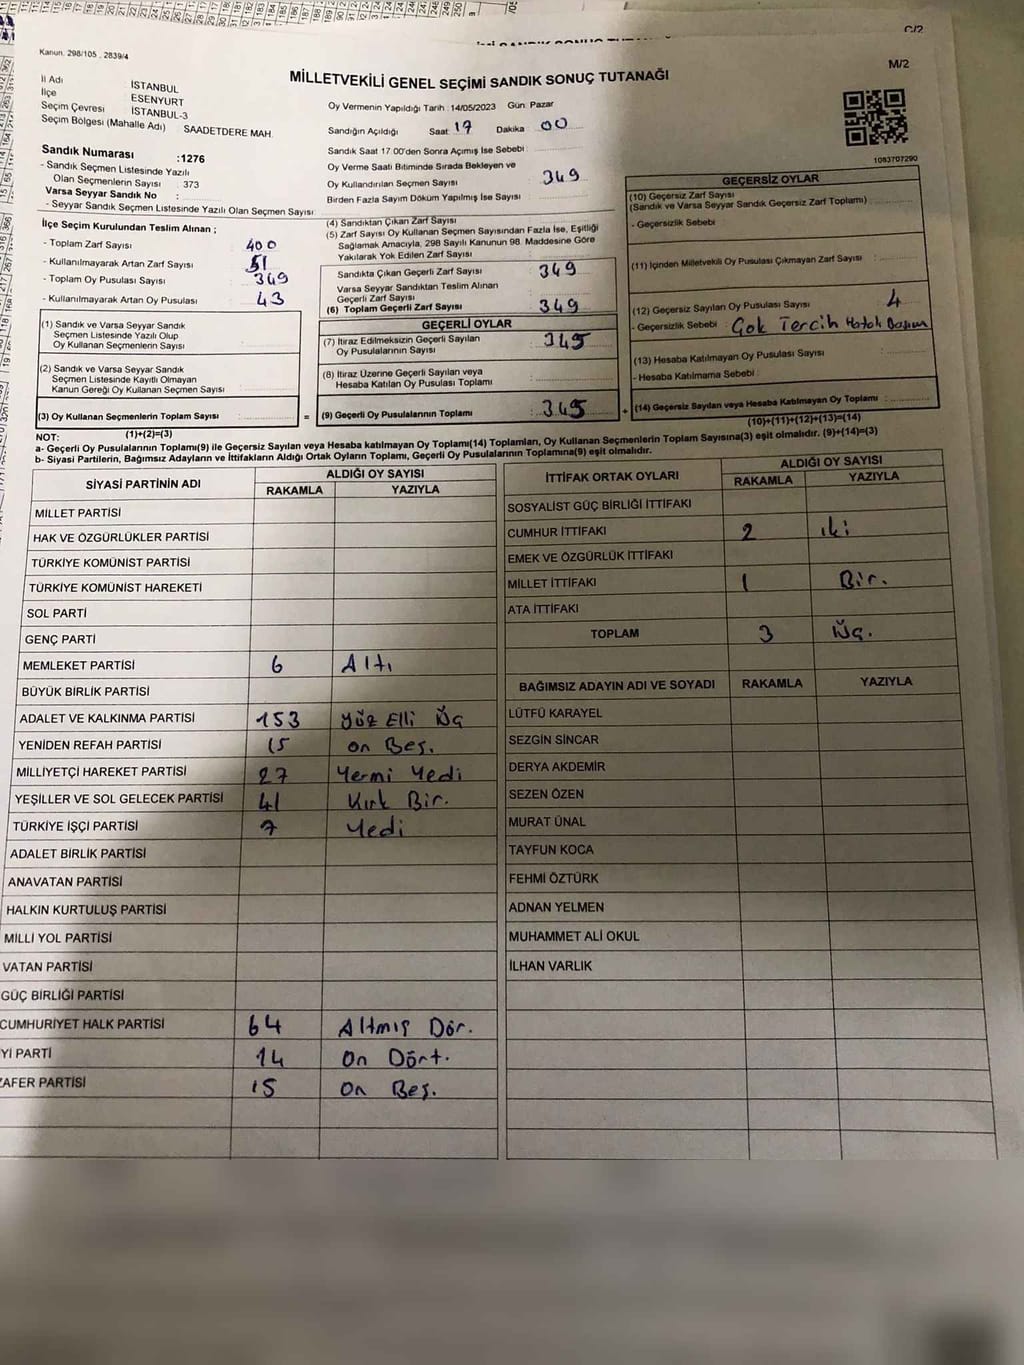 C/2
Kanun. 298/105 , 2839/4
M/2
MİLLETVEKİLİ GENEL SEÇİMİ SANDIK SONUÇ TUTANAĞI
İl Adı İSTANBUL
İlçe ESENYURT
Seçim Çevresi İSTANBUL-3
Seçim Bölgesi (Mahalle Adı) SAADETDERE MAH.
Oy Vermenin Yapıldığı Tarih : 14/05/2023 Gün: Pazar
Sandığın Açıldığı Saat 17 Dakika 00
Sandık Saat 17.00'den Sonra Açımış İse Sebebi :
Oy Verme Saati Bitiminde Sırada Bekleyen ve
Oy Kullandırılan Seçmen Sayısı : 349
Birden Fazla Sayım Döküm Yapılmış İse Sayısı :
Sandık Numarası :1276
- Sandık Seçmen Listesinde Yazılı
Olan Seçmenlerin Sayısı : 373
Varsa Seyyar Sandık No :
- Seyyar Sandık Seçmen Listesinde Yazılı Olan Seçmen Sayısı:
1083707290
İlçe Seçim Kurulundan Teslim Alınan ;
- Toplam Zarf Sayısı : 400
- Kullanılmayarak Artan Zarf Sayısı : 51
- Toplam Oy Pusulası Sayısı : 349
- Kullanılmayarak Artan Oy Pusulası : 43
(1) Sandık ve Varsa Seyyar Sandık
Seçmen Listesinde Yazılı Olup
Oy Kullanan Seçmenlerin Sayısı :
(2) Sandık ve Varsa Seyyar Sandık
Seçmen Listesinde Kayıtlı Olmayan
Kanun Gereği Oy Kullanan Seçmen Sayısı :
(3) Oy Kullanan Seçmenlerin Toplam Sayısı :
(1)+(2)=(3)
(4) Sandıktan Çıkan Zarf Sayısı :
(5) Zarf Sayısı Oy Kullanan Seçmen Sayısından Fazla İse, Eşitliği
Sağlamak Amacıyla, 298 Sayılı Kanunun 98. Maddesine Göre
Yakılarak Yok Edilen Zarf Sayısı :
Sandıkta Çıkan Geçerli Zarf Sayısı : 349
Varsa Seyyar Sandıktan Teslim Alınan
Geçerli Zarf Sayısı :
(6) Toplam Geçerli Zarf Sayısı : 349
GEÇERLİ OYLAR
(7) İtiraz Edilmeksizin Geçerli Sayılan
Oy Pusulalarının Sayısı : 345
(8) İtiraz Üzerine Geçerli Sayılan veya
Hesaba Katılan Oy Pusulası Toplamı :
= (9) Geçerli Oy Pusulalarının Toplamı : 345 +
GEÇERSİZ OYLAR
(10) Geçersiz Zarf Sayısı
(Sandık ve Varsa Seyyar Sandık Geçersiz Zarf Toplamı) :
- Geçersizlik Sebebi :
(11) İçinden Milletvekili Oy Pusulası Çıkmayan Zarf Sayısı :
(12) Geçersiz Sayılan Oy Pusulası Sayısı : 4
- Geçersizlik Sebebi : Çok Tercih Hatalı Basım
(13) Hesaba Katılmayan Oy Pusulası Sayısı :
- Hesaba Katılmama Sebebi :
(14) Geçersiz Sayılan veya Hesaba Katılmayan Oy Toplamı :
(10)+(11)+(12)+(13)=(14)
NOT:
a- Geçerli Oy Pusulalarının Toplamı(9) ile Geçersiz Sayılan veya Hesaba katılmayan Oy Toplamı(14) Toplamları, Oy Kullanan Seçmenlerin Toplam Sayısına(3) eşit olmalıdır. (9)+(14)=(3)
b- Siyasi Partilerin, Bağımsız Adayların ve İttifakların Aldığı Ortak Oyların Toplamı, Geçerli Oy Pusulalarının Toplamına(9) eşit olmalıdır.
SİYASİ PARTİNİN ADI
ALDIĞI OY SAYISI
RAKAMLA YAZIYLA
MİLLET PARTİSİ
HAK VE ÖZGÜRLÜKLER PARTİSİ
TÜRKİYE KOMÜNİST PARTİSİ
TÜRKİYE KOMÜNİST HAREKETİ
SOL PARTİ
GENÇ PARTİ
MEMLEKET PARTİSİ 6 Altı
BÜYÜK BİRLİK PARTİSİ
ADALET VE KALKINMA PARTİSİ 153 Yüz Elli Üç
YENİDEN REFAH PARTİSİ 15 on Beş.
MİLLİYETÇİ HAREKET PARTİSİ 27 Yermi Yedi
YEŞİLLER VE SOL GELECEK PARTİSİ 41 Kırk Bir.
TÜRKİYE İŞÇİ PARTİSİ 7 Yedi
ADALET BİRLİK PARTİSİ
ANAVATAN PARTİSİ
HALKIN KURTULUŞ PARTİSİ
MİLLİ YOL PARTİSİ
VATAN PARTİSİ
GÜÇ BİRLİĞİ PARTİSİ
CUMHURİYET HALK PARTİSİ 64 Altmış Dör.
Yİ PARTİ 14 On Dört.
ZAFER PARTİSİ 15 On Beş.
İTTİFAK ORTAK OYLARI
ALDIĞI OY SAYISI
RAKAMLA YAZIYLA
SOSYALİST GÜÇ BİRLİĞİ İTTİFAKI
CUMHUR İTTİFAKI 2 iki
EMEK VE ÖZGÜRLÜK İTTİFAKI
MİLLET İTTİFAKI 1 Bir.
ATA İTTİFAKI
TOPLAM 3 Üç.
BAĞIMSIZ ADAYIN ADI VE SOYADI RAKAMLA YAZIYLA
LÜTFÜ KARAYEL
SEZGİN SİNCAR
DERYA AKDEMİR
SEZEN ÖZEN
MURAT ÜNAL
TAYFUN KOCA
FEHMİ ÖZTÜRK
ADNAN YELMEN
MUHAMMET ALİ OKUL
İLHAN VARLIK